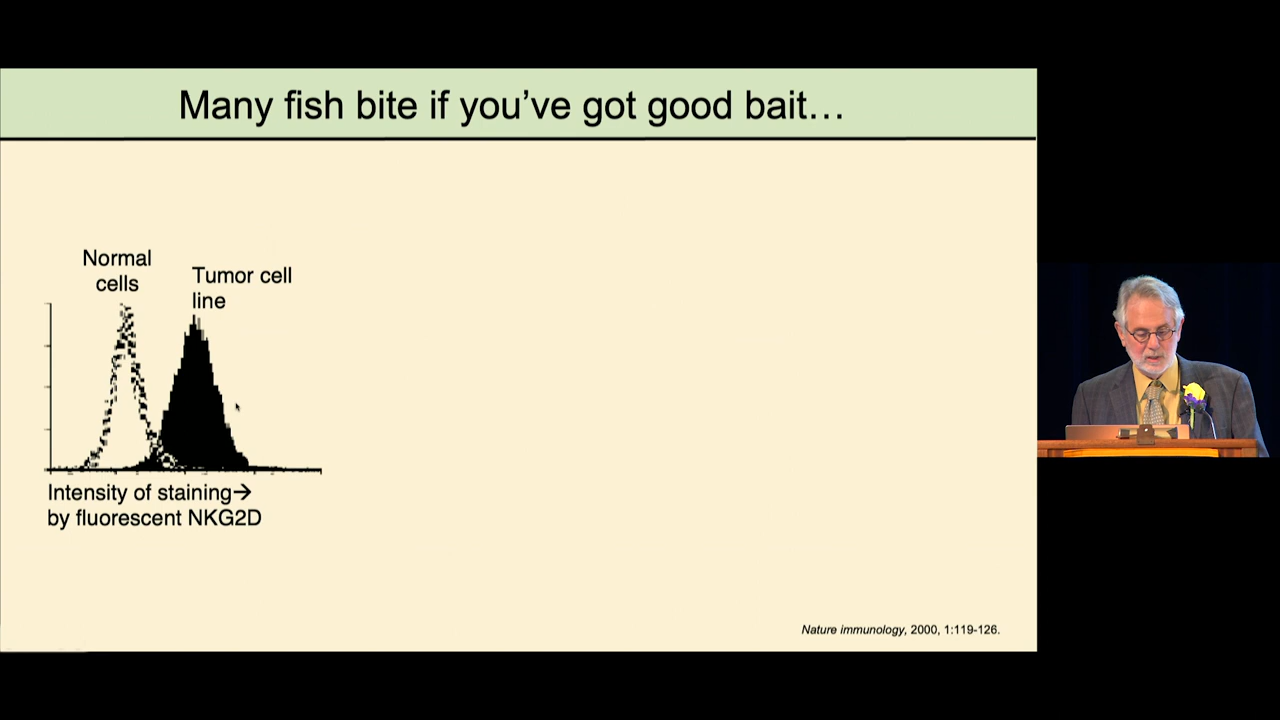 Many fish bite if you’ve got good bait…
Normal
cells
Tumor cell
line
Intensity of staining→
by fluorescent NKG2D
Nature immunology, 2000, 1:119-126.